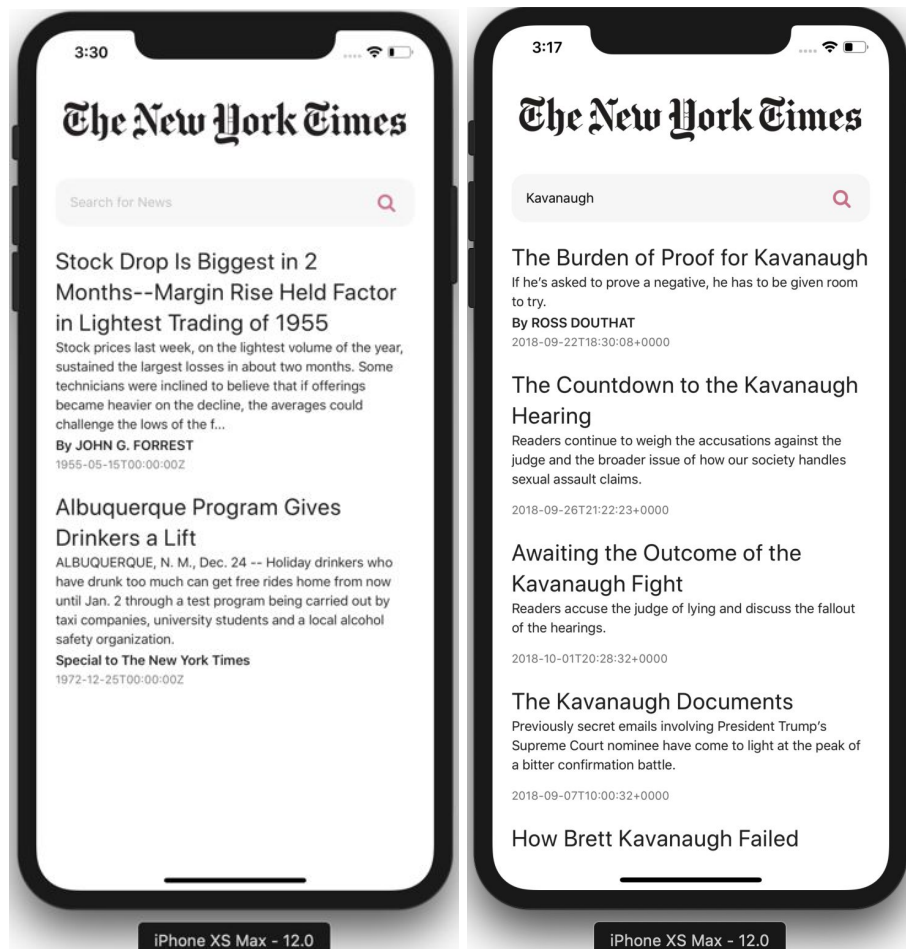 3:30
The New York Times
Search for News
Stock Drop Is Biggest in 2
Months--Margin Rise Held Factor
in Lightest Trading of 1955
Stock prices last week, on the lightest volume of the year,
sustained the largest losses in about two months. Some
technicians were inclined to believe that if offerings
became heavier on the decline, the averages could
challenge the lows of the f...
By JOHN G. FORREST
1955-05-15T00:00:00Z
Albuquerque Program Gives
Drinkers a Lift
ALBUQUERQUE, N. M., Dec. 24 -- Holiday drinkers who
have drunk too much can get free rides home from now
until Jan. 2 through a test program being carried out by
taxi companies, university students and a local alcohol
safety organization.
Special to The New York Times
1972-12-25T00:00:00Z
iPhone XS Max - 12.0
3:17
The New York Times
Kavanaugh
The Burden of Proof for Kavanaugh
If he's asked to prove a negative, he has to be given room
to try.
By ROSS DOUTHAT
2018-09-22T18:30:08+0000
The Countdown to the Kavanaugh
Hearing
Readers continue to weigh the accusations against the
judge and the broader issue of how our society handles
sexual assault claims.
2018-09-26T21:22:23+0000
Awaiting the Outcome of the
Kavanaugh Fight
Readers accuse the judge of lying and discuss the fallout
of the hearings.
2018-10-01T20:28:32+0000
The Kavanaugh Documents
Previously secret emails involving President Trump's
Supreme Court nominee have come to light at the peak of
a bitter confirmation battle.
2018-09-07T10:00:32+0000
How Brett Kavanaugh Failed
iPhone XS Max - 12.0